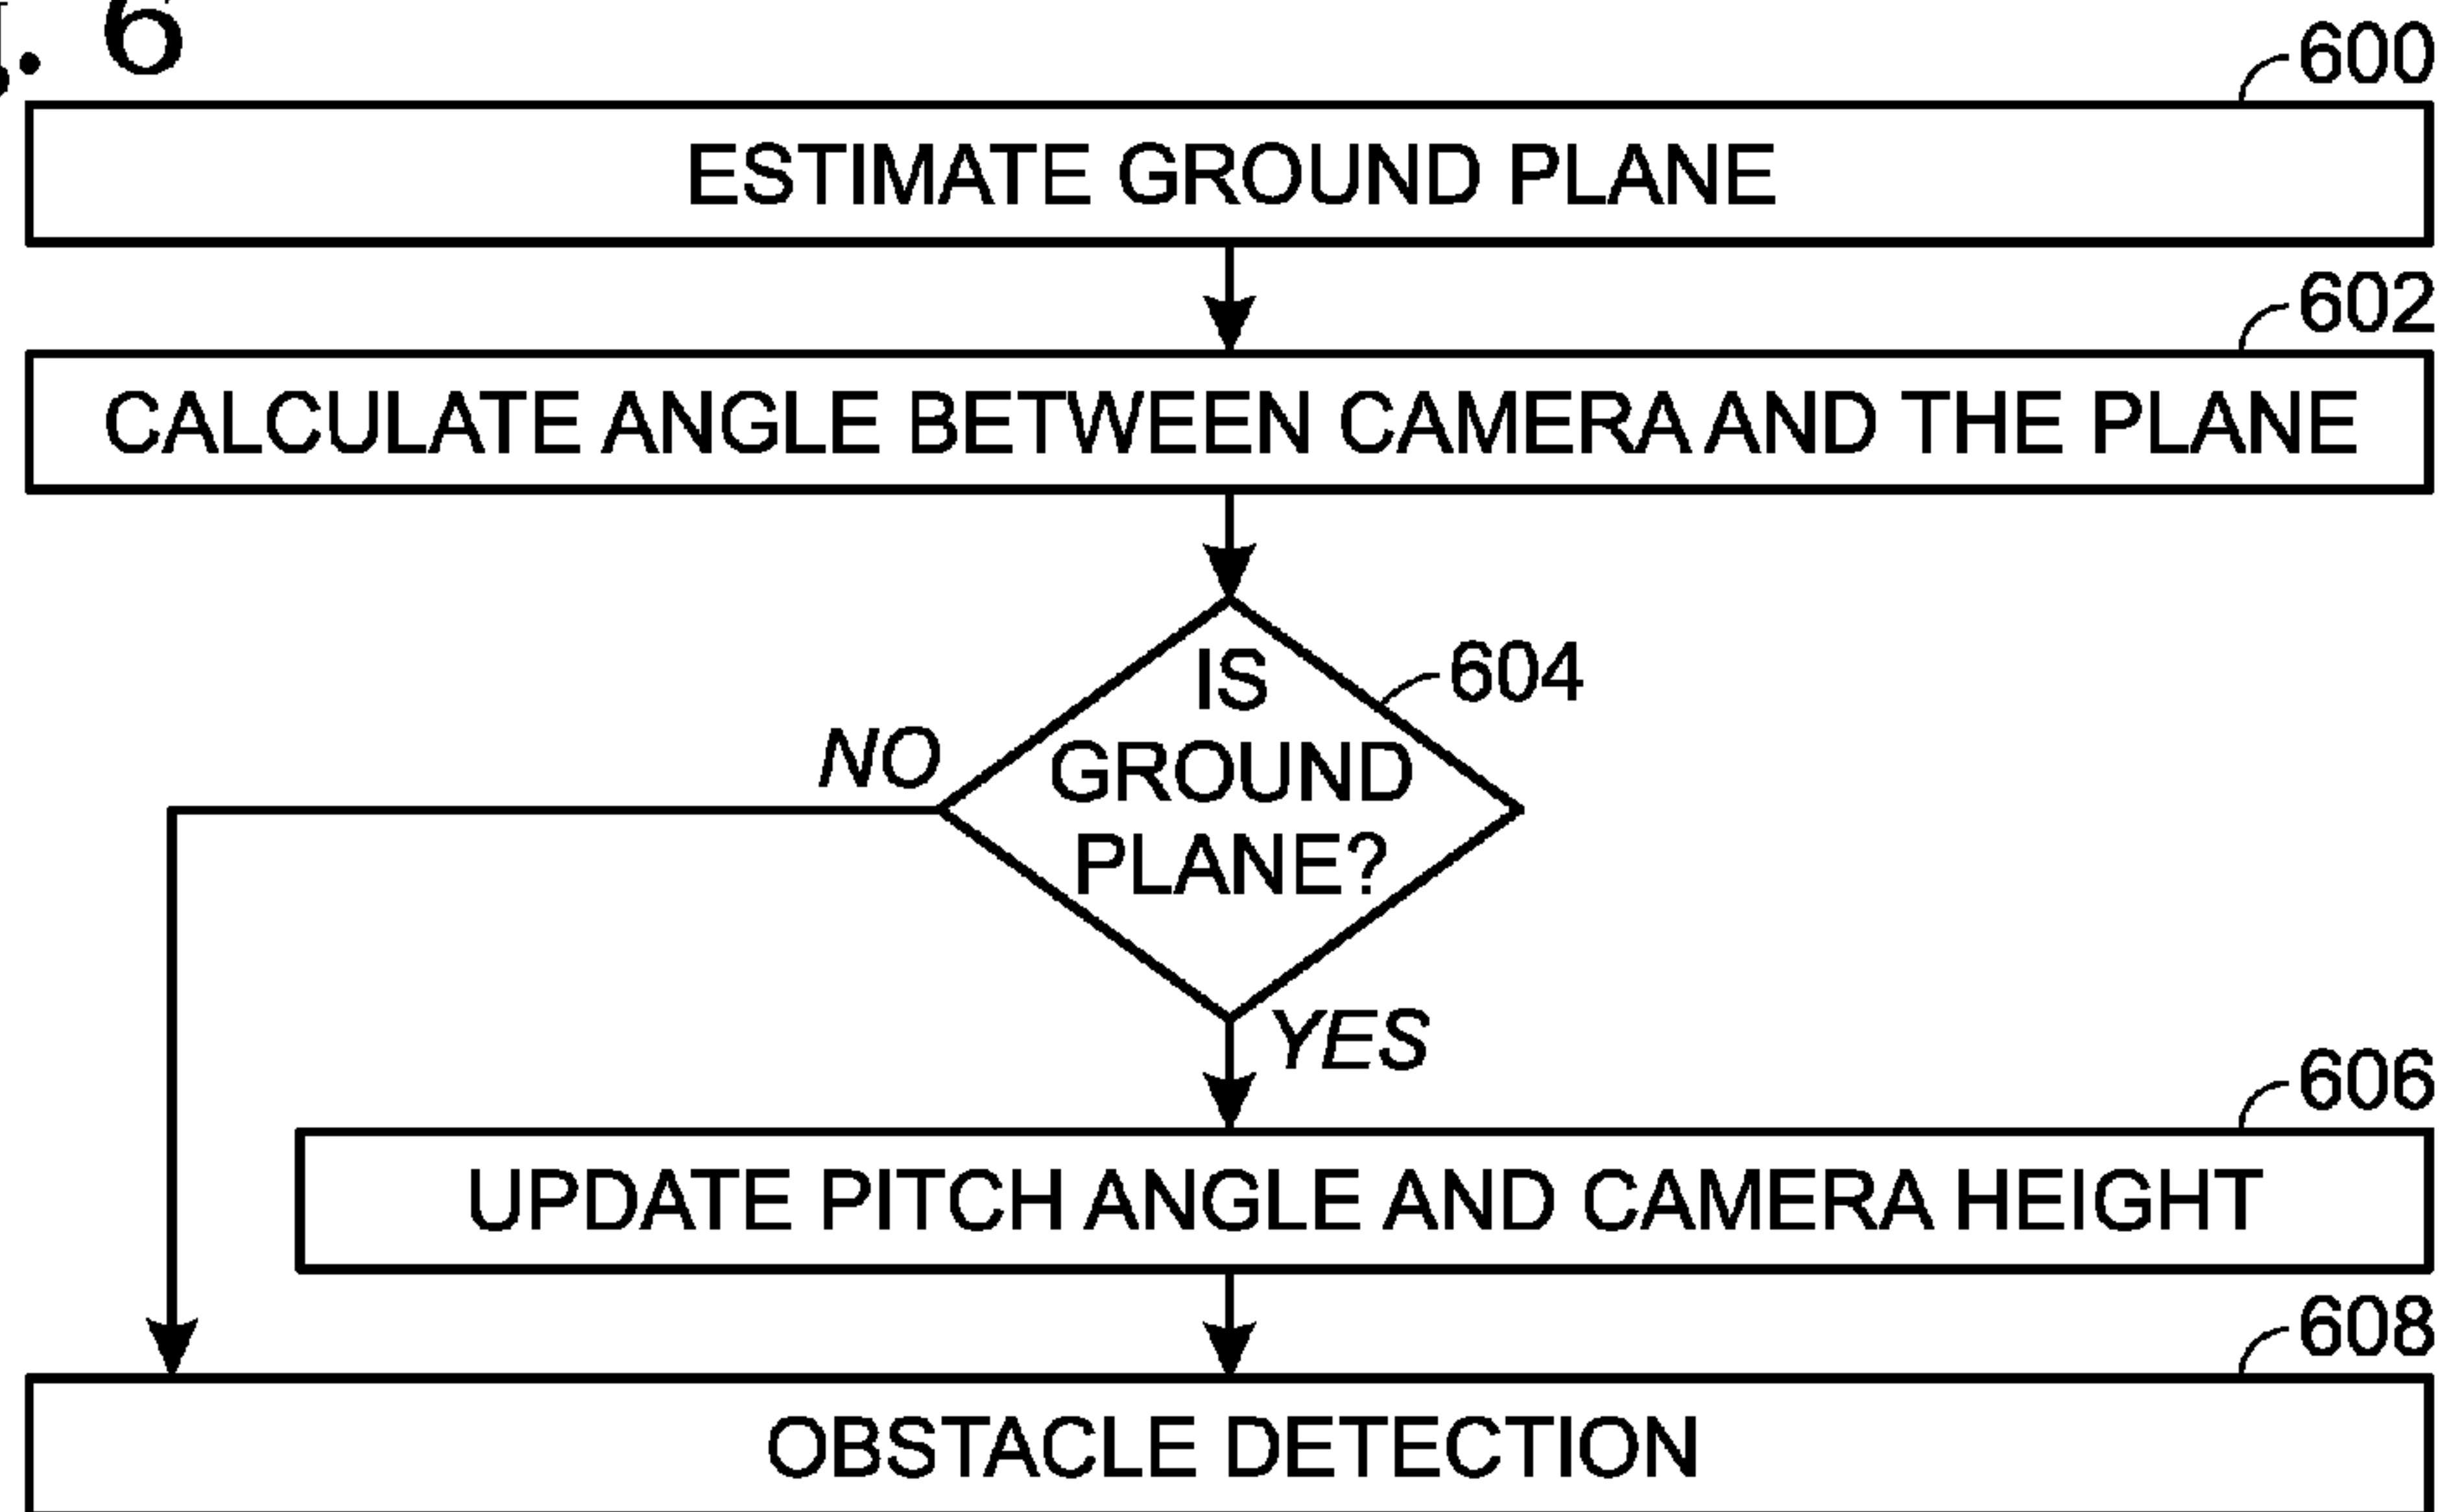 . 6
600
ESTIMATE GROUND PLANE
602
CALCULATE ANGLE BETWEEN CAMERA AND THE PLANE
604
IS
GROUND
PLANE?
NO
YES
606
UPDATE PITCH ANGLE AND CAMERA HEIGHT
608
OBSTACLE DETECTION